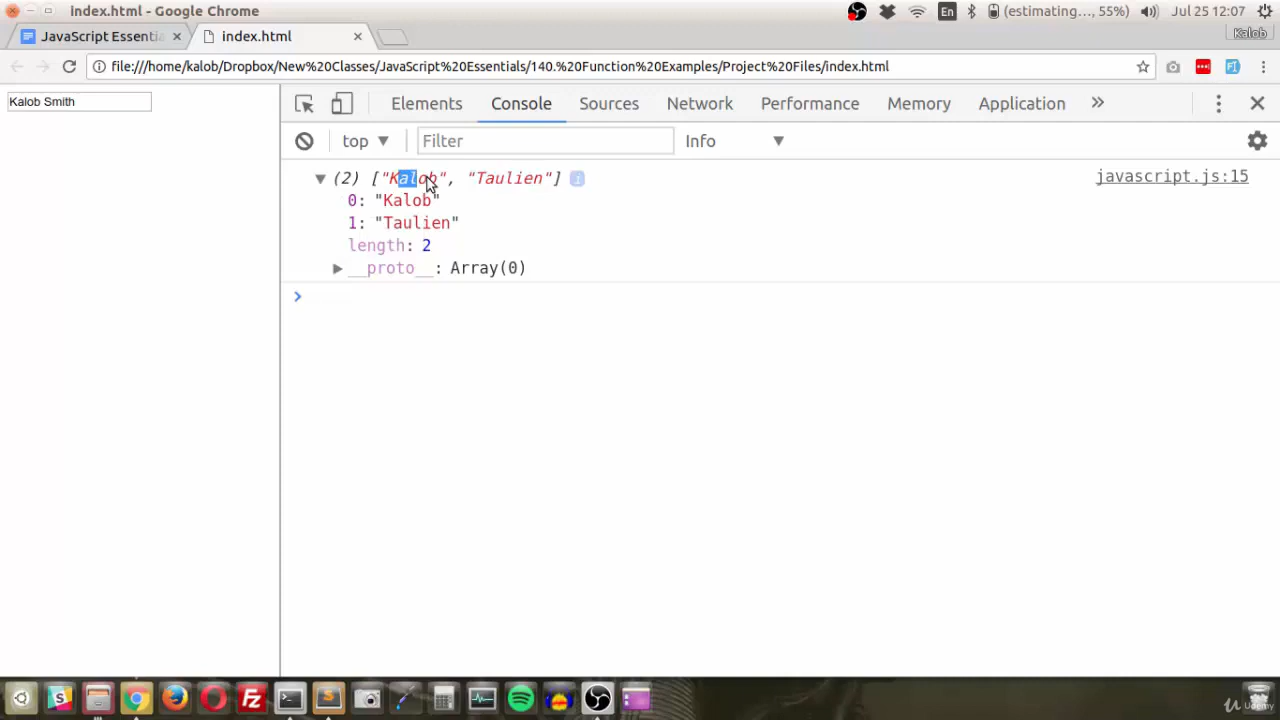 index.html - Google Chrome
En (estimating..., 55%) Jul 25 12:07
JavaScript Essentia index.html Kalob
file:///home/kalob/Dropbox/New%20Classes/JavaScript%20Essentials/140.%20Function%20Examples/Project%20Files/index.html
Kalob Smith
Elements Console Sources Network Performance Memory Application
top Filter Info
(2) ["Kalob", "Taulien"] i javascript.js:15
0: "Kalob"
1: "Taulien"
length: 2
__proto__: Array(0)
Udemy